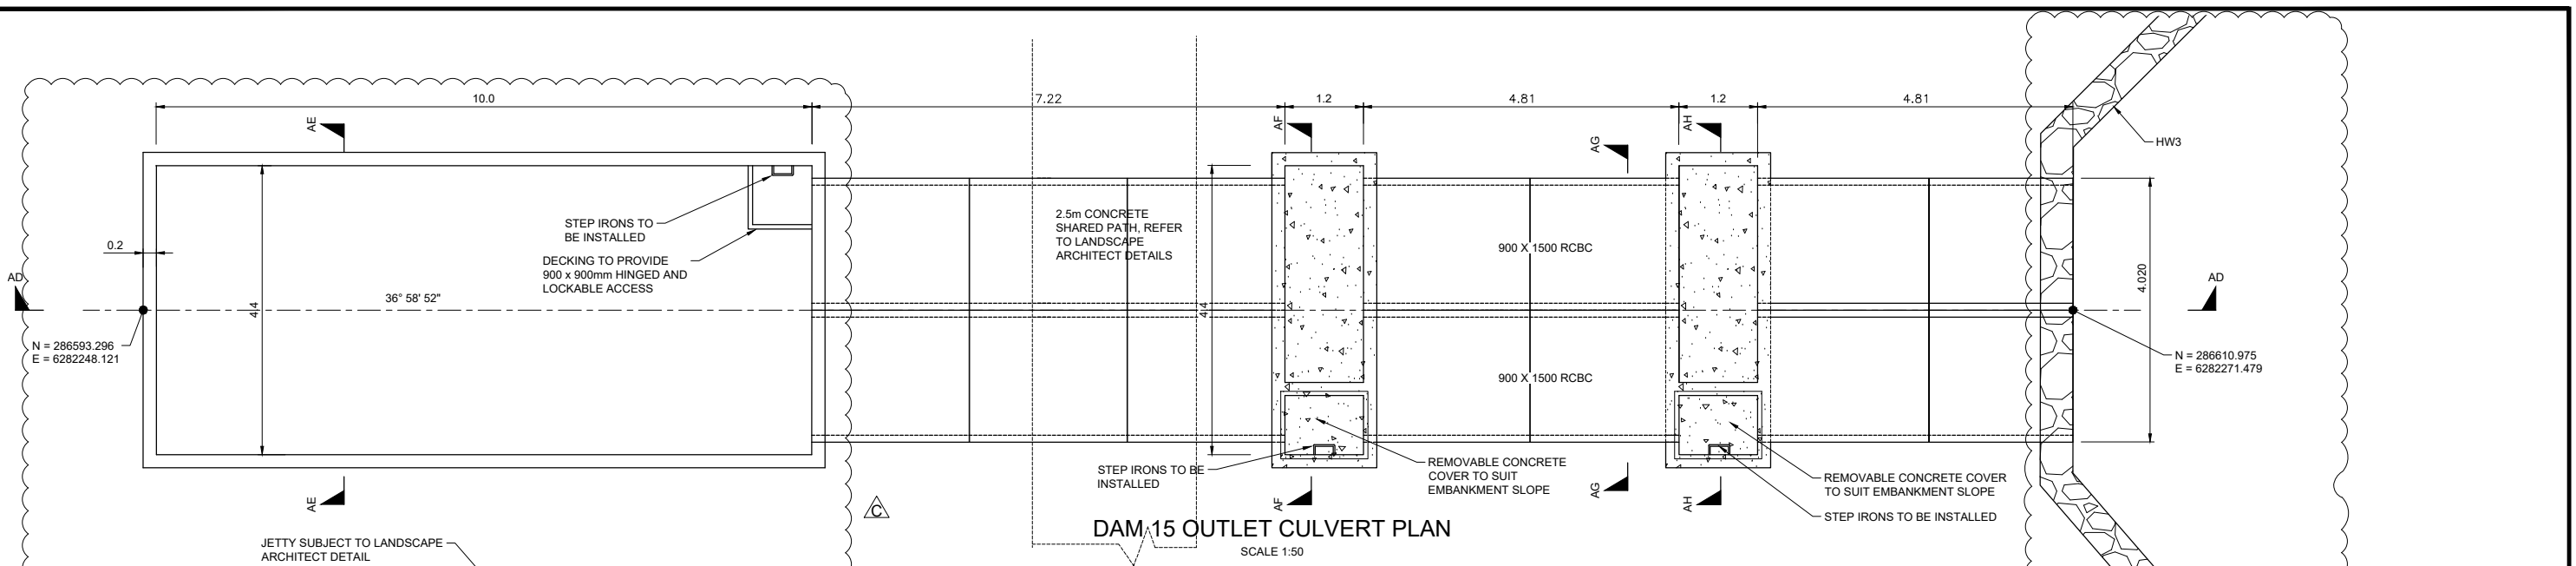 10.0
7.22
1.2
4.81
1.2
4.81
AE
AF
AG
AH
HW3
STEP IRONS TO
BE INSTALLED
DECKING TO PROVIDE
900 x 900mm HINGED AND
LOCKABLE ACCESS
2.5m CONCRETE
SHARED PATH, REFER
TO LANDSCAPE
ARCHITECT DETAILS
900 X 1500 RCBC
0.2
AD
36° 58' 52"
4.4
4.4
4.020
AD
N = 286593.296
E = 6282248.121
N = 286610.975
E = 6282271.479
900 X 1500 RCBC
STEP IRONS TO BE
INSTALLED
REMOVABLE CONCRETE
COVER TO SUIT
EMBANKMENT SLOPE
REMOVABLE CONCRETE COVER
TO SUIT EMBANKMENT SLOPE
STEP IRONS TO BE INSTALLED
AE
AF
AG
AH
C
DAM 15 OUTLET CULVERT PLAN
SCALE 1:50
JETTY SUBJECT TO LANDSCAPE
ARCHITECT DETAIL